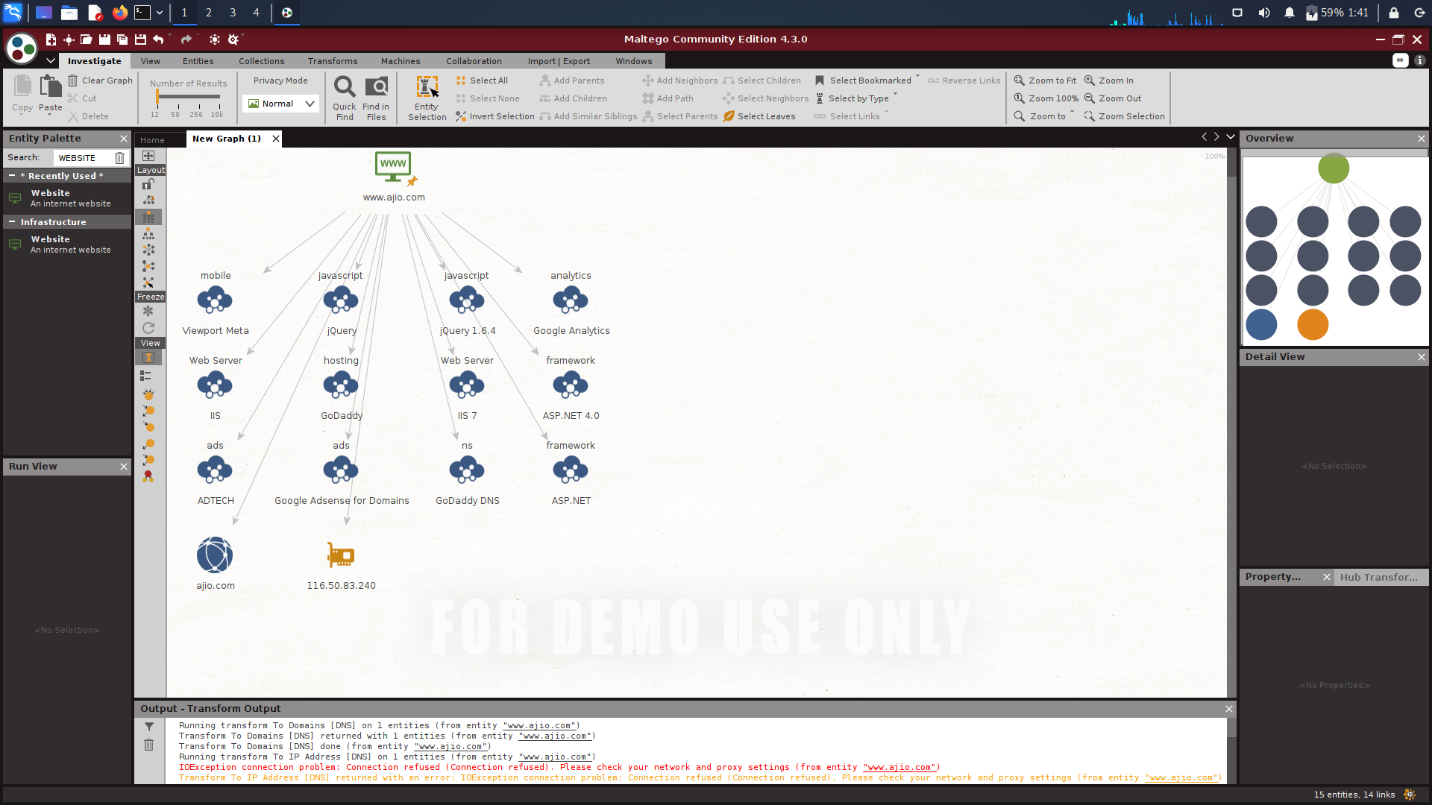 1 2 3 4
59% 1:41
Maltego Community Edition 4.3.0
Investigate View Entities Collections Transforms Machines Collaboration Import | Export Windows
Copy Paste Clear Graph Cut Delete
Number of Results
12 50 256 10k
Privacy Mode
Normal
Quick Find
Find in Files
Entity Selection
Select All Add Parents Add Neighbors Select Children Select Bookmarked Reverse Links Zoom to Fit Zoom In
Select None Add Children Add Path Select Neighbors Select by Type Zoom 100% Zoom Out
Invert Selection Add Similar Siblings Select Parents Select Leaves Select Links Zoom to Zoom Selection
Entity Palette
Search: WEBSITE
* Recently Used *
Website
An internet website
Infrastructure
Website
An internet website
Run View
<No Selection>
Home New Graph (1)
Layout
Freeze
View
100%
www
www.ajio.com
mobile javascript javascript analytics
Viewport Meta jQuery jQuery 1.6.4 Google Analytics
Web Server hosting Web Server framework
IIS GoDaddy IIS 7 ASP.NET 4.0
ads ads ns framework
ADTECH Google Adsense for Domains GoDaddy DNS ASP.NET
ajio.com 116.50.83.240
FOR DEMO USE ONLY
Overview
Detail View
<No Selection>
Property... Hub Transfor...
<No Properties>
Output - Transform Output
Running transform To Domains [DNS] on 1 entities (from entity "www.ajio.com")
Transform To Domains [DNS] returned with 1 entities (from entity "www.ajio.com")
Transform To Domains [DNS] done (from entity "www.ajio.com")
Running transform To IP Address [DNS] on 1 entities (from entity "www.ajio.com")
IOException connection problem: Connection refused (Connection refused). Please check your network and proxy settings (from entity "www.ajio.com")
Transform To IP Address [DNS] returned with an error: IOException connection problem: Connection refused (Connection refused). Please check your network and proxy settings (from entity "www.ajio.com")
15 entities, 14 links